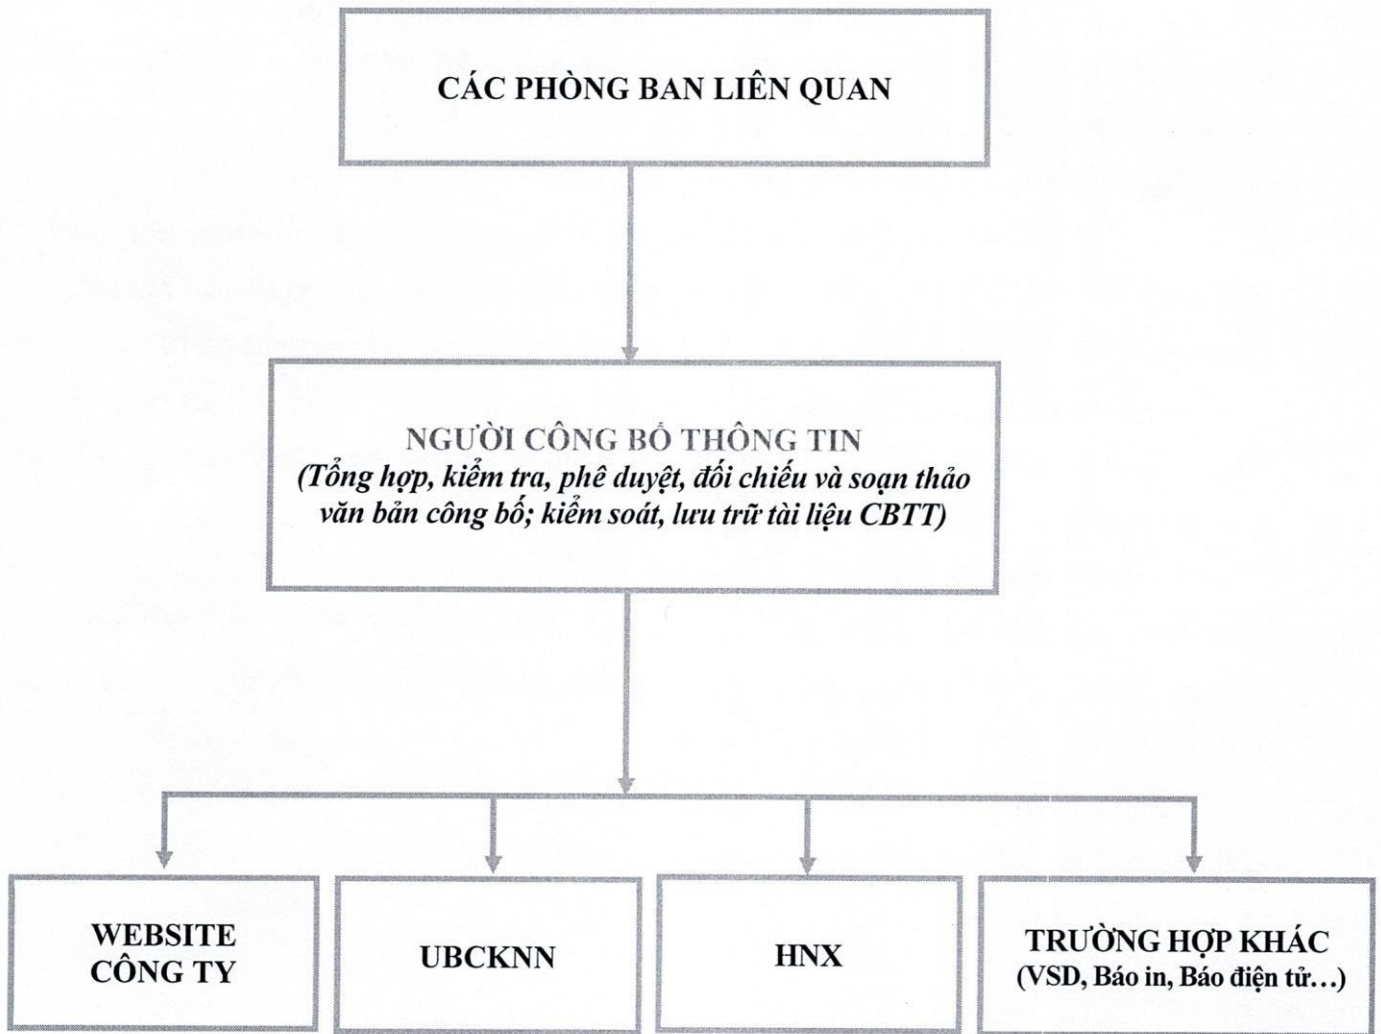 CÁC PHÒNG BAN LIÊN QUAN
NGƯỜI CÔNG BỐ THÔNG TIN
(Tổng hợp, kiểm tra, phê duyệt, đối chiếu và soạn thảo
văn bản công bố; kiểm soát, lưu trữ tài liệu CBTT)
WEBSITE
CÔNG TY
UBCKNN
HNX
TRƯỜNG HỢP KHÁC
(VSD, Báo in, Báo điện tử...)